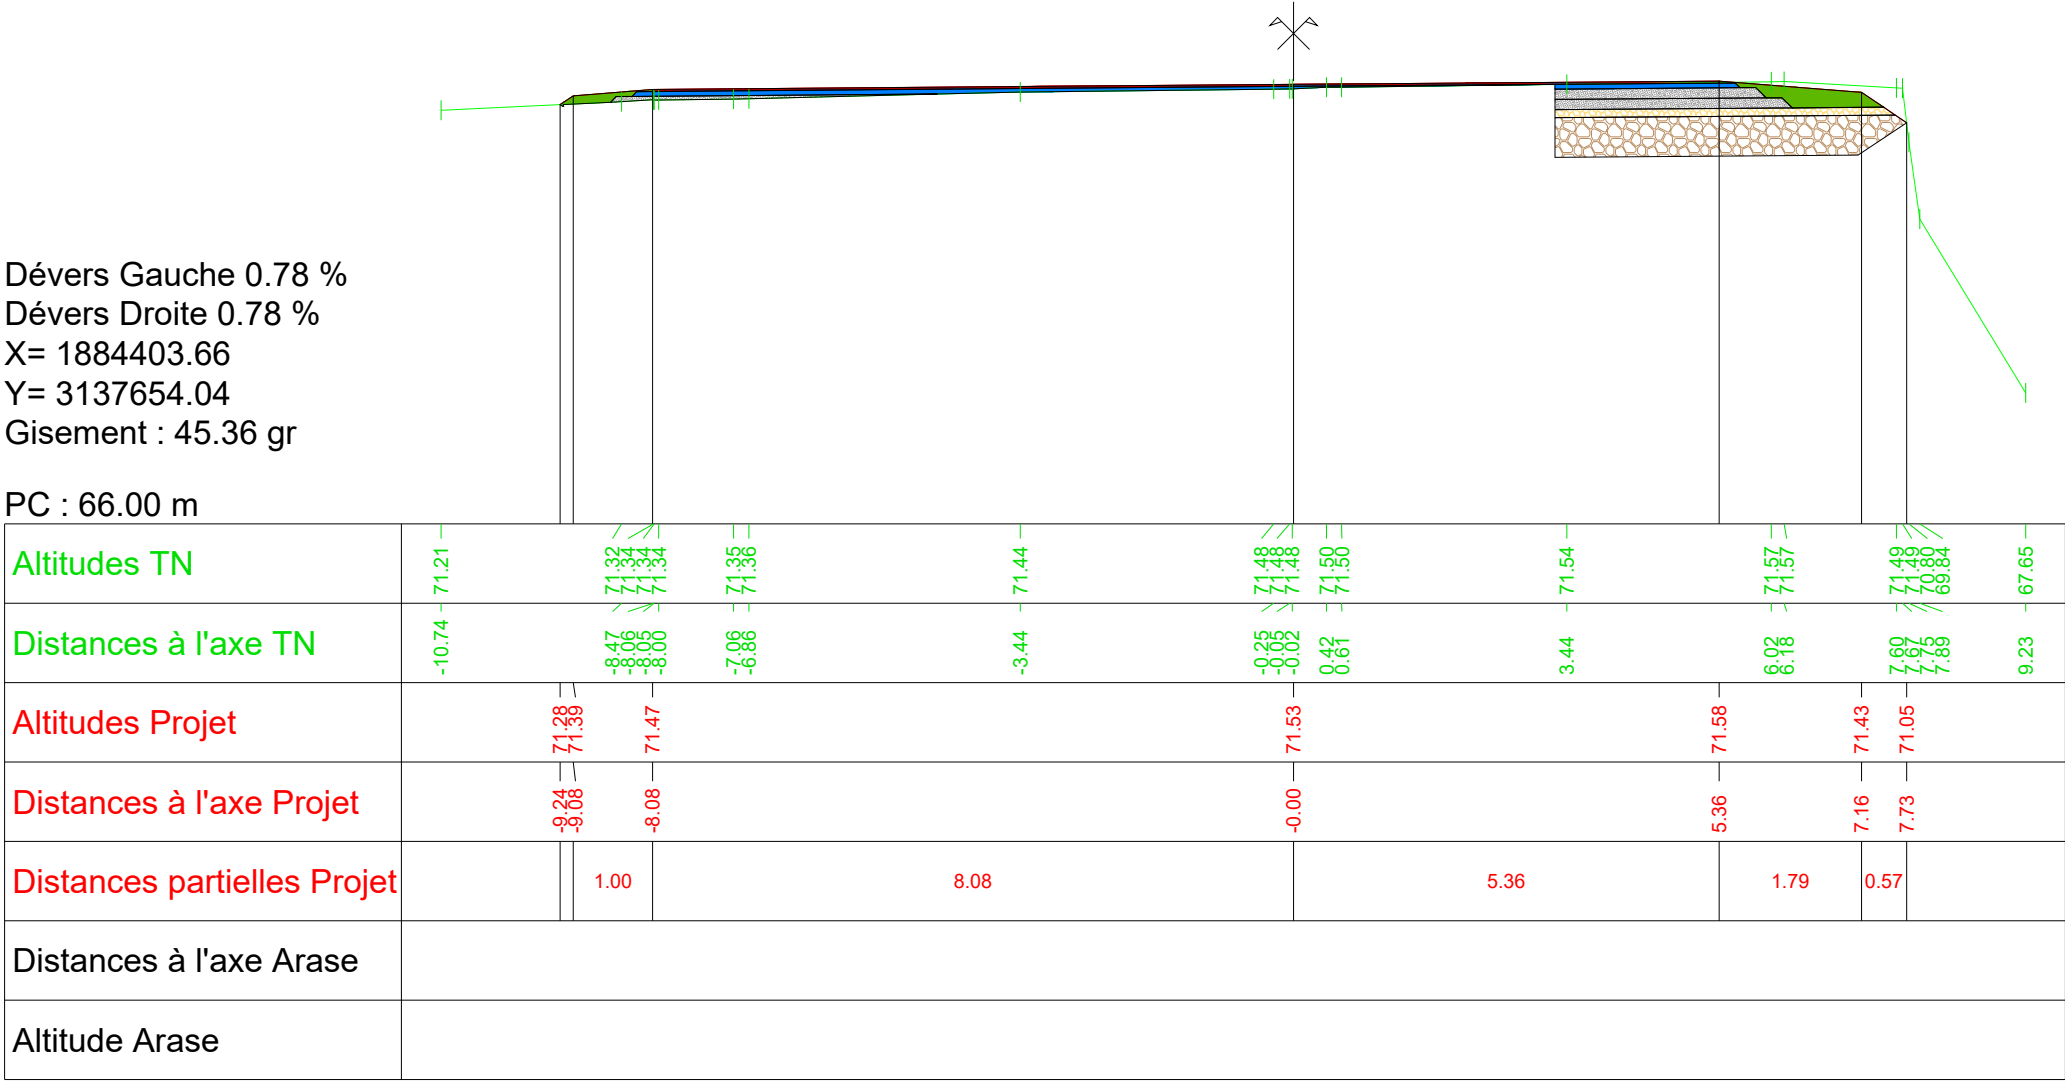 Dévers Gauche 0.78 %
Dévers Droite 0.78 %
X= 1884403.66
Y= 3137654.04
Gisement : 45.36 gr
PC : 66.00 m
Altitudes TN 71.21 71.32 71.34 71.34 71.34 71.35 71.36 71.44 71.48 71.48 71.48 71.50 71.50 71.54 71.57 71.57 71.49 71.49 70.80 69.84 67.65
Distances à l'axe TN -10.74 -8.47 -8.06 -8.05 -8.00 -7.06 -6.86 -3.44 -0.25 -0.05 -0.02 0.42 0.61 3.44 6.02 6.18 7.60 7.67 7.75 7.89 9.23
Altitudes Projet 71.28 71.39 71.47 71.53 71.58 71.43 71.05
Distances à l'axe Projet -9.24 -9.08 -8.08 -0.00 5.36 7.16 7.73
Distances partielles Projet 1.00 8.08 5.36 1.79 0.57
Distances à l'axe Arase
Altitude Arase